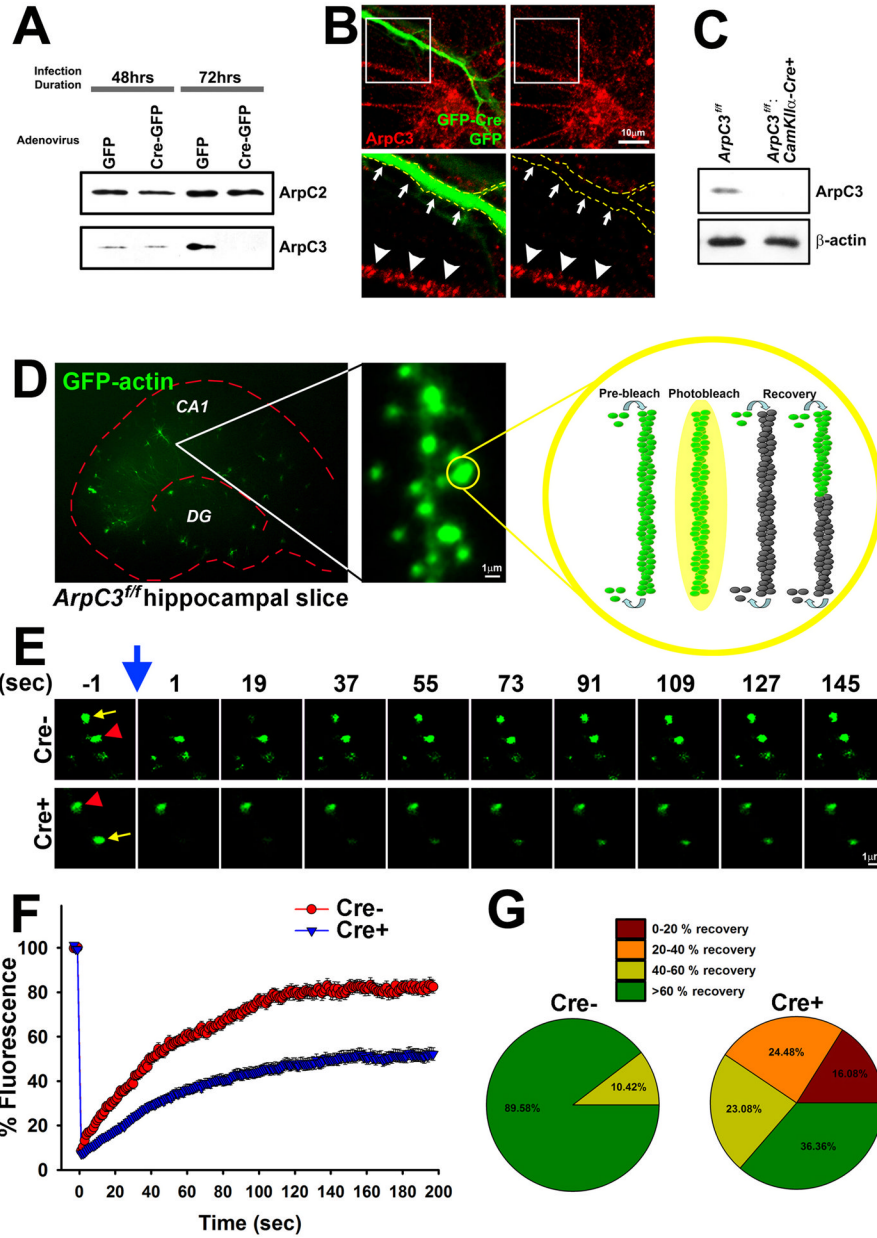 A
Infection
Duration
48hrs
72hrs
Adenovirus
GFP
Cre-GFP
GFP
Cre-GFP
ArpC2
ArpC3
B
ArpC3
GFP-Cre
GFP
10μm
C
ArpC3f/f
ArpC3f/f:
CamKIIα-Cre+
ArpC3
β-actin
D
GFP-actin
CA1
DG
ArpC3f/f hippocampal slice
1μm
Pre-bleach
Photobleach
Recovery
E
(sec)
-1 1 19 37 55 73 91 109 127 145
Cre-
Cre+
1μm
F
Cre-
Cre+
% Fluorescence
100
80
60
40
20
0
0 20 40 60 80 100 120 140 160 180 200
Time (sec)
G
0-20 % recovery
20-40 % recovery
40-60 % recovery
>60 % recovery
Cre-
Cre+
89.58%
10.42%
24.48%
16.08%
23.08%
36.36%